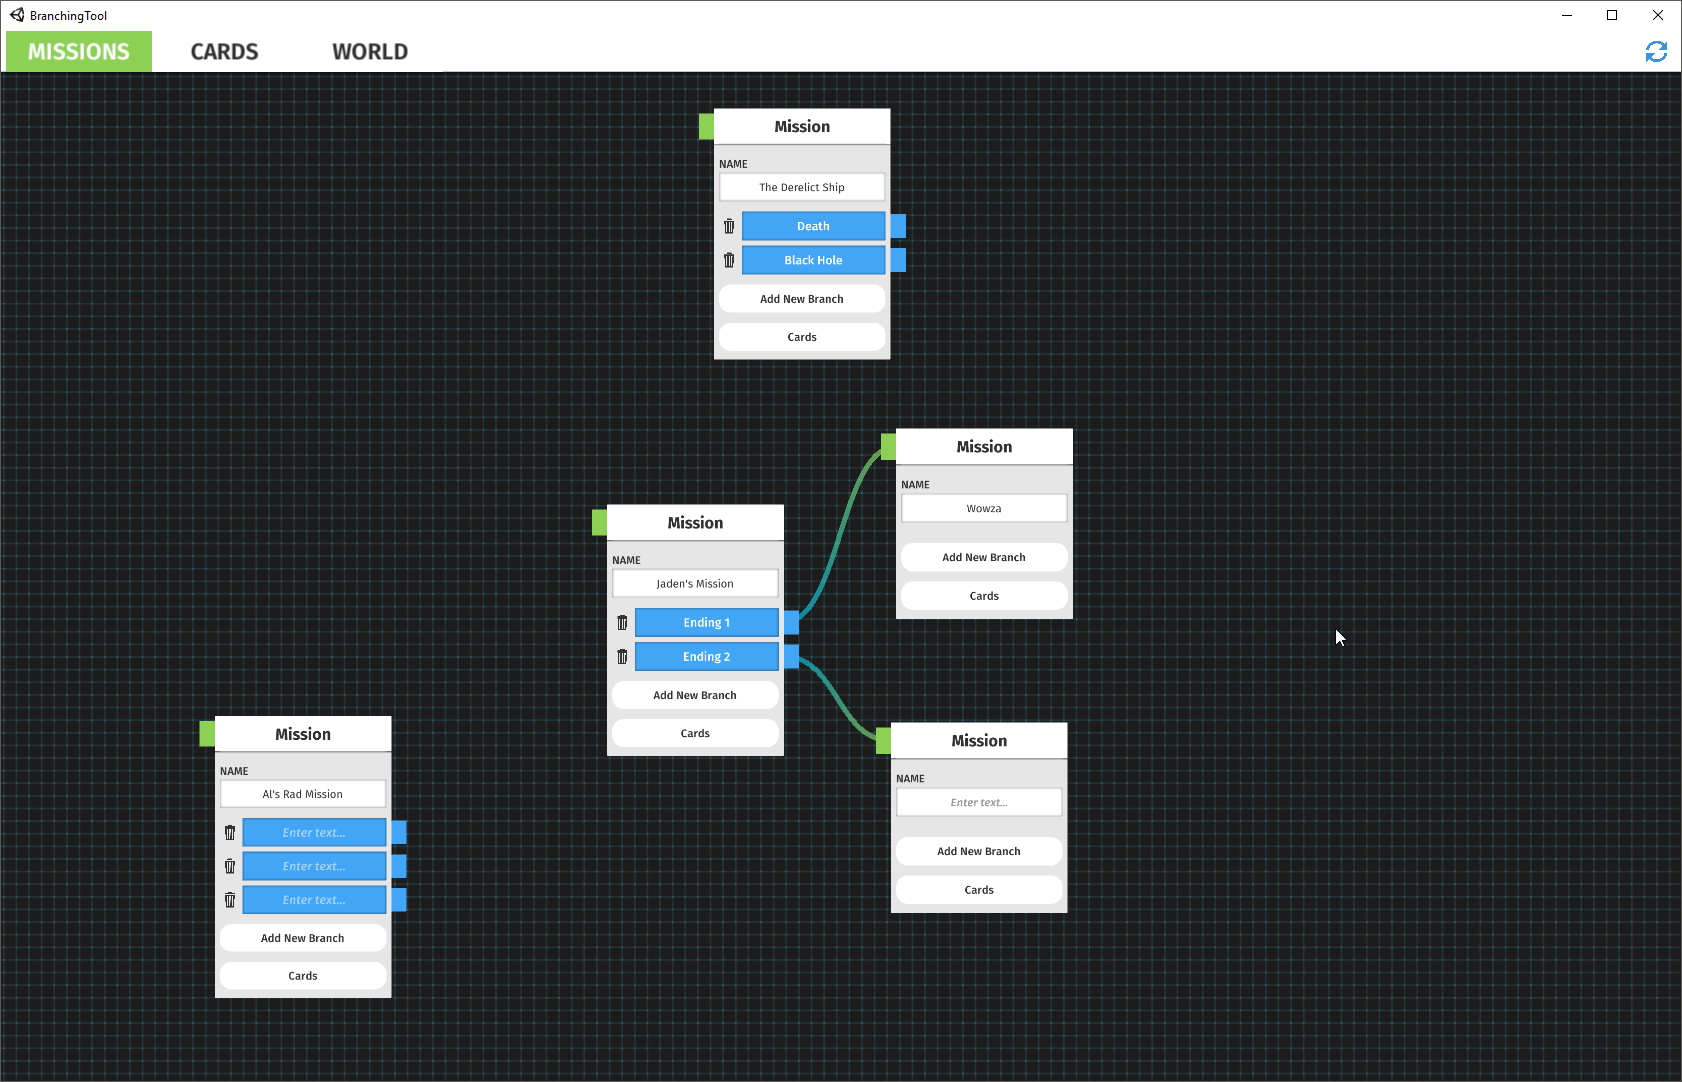 BranchingTool
MISSIONS CARDS WORLD
Mission
NAME
The Derelict Ship
Death
Black Hole
Add New Branch
Cards
Mission
NAME
Wowza
Add New Branch
Cards
Mission
NAME
Jaden's Mission
Ending 1
Ending 2
Add New Branch
Cards
Mission
NAME
Al's Rad Mission
Enter text...
Enter text...
Enter text...
Add New Branch
Cards
Mission
NAME
Enter text...
Add New Branch
Cards